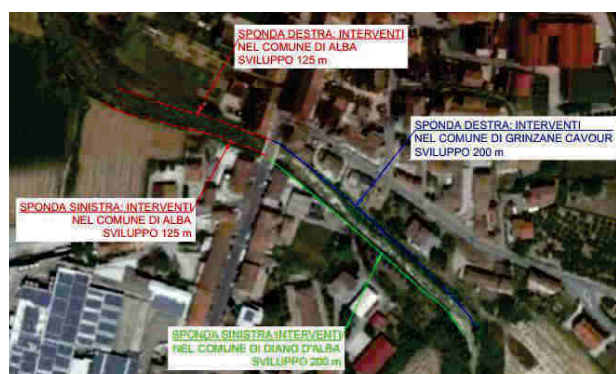 SPONDA DESTRA: INTERVENTI
NEL COMUNE DI ALBA
SVILUPPO 125 m
SPONDA DESTRA: INTERVENTI
NEL COMUNE DI GRINZANE CAVOUR
SVILUPPO 200 m
SPONDA SINISTRA: INTERVENTI
NEL COMUNE DI ALBA
SVILUPPO 125 m
SPONDA SINISTRA: INTERVENTI
NEL COMUNE DI DIANO D'ALBA
SVILUPPO 200 m